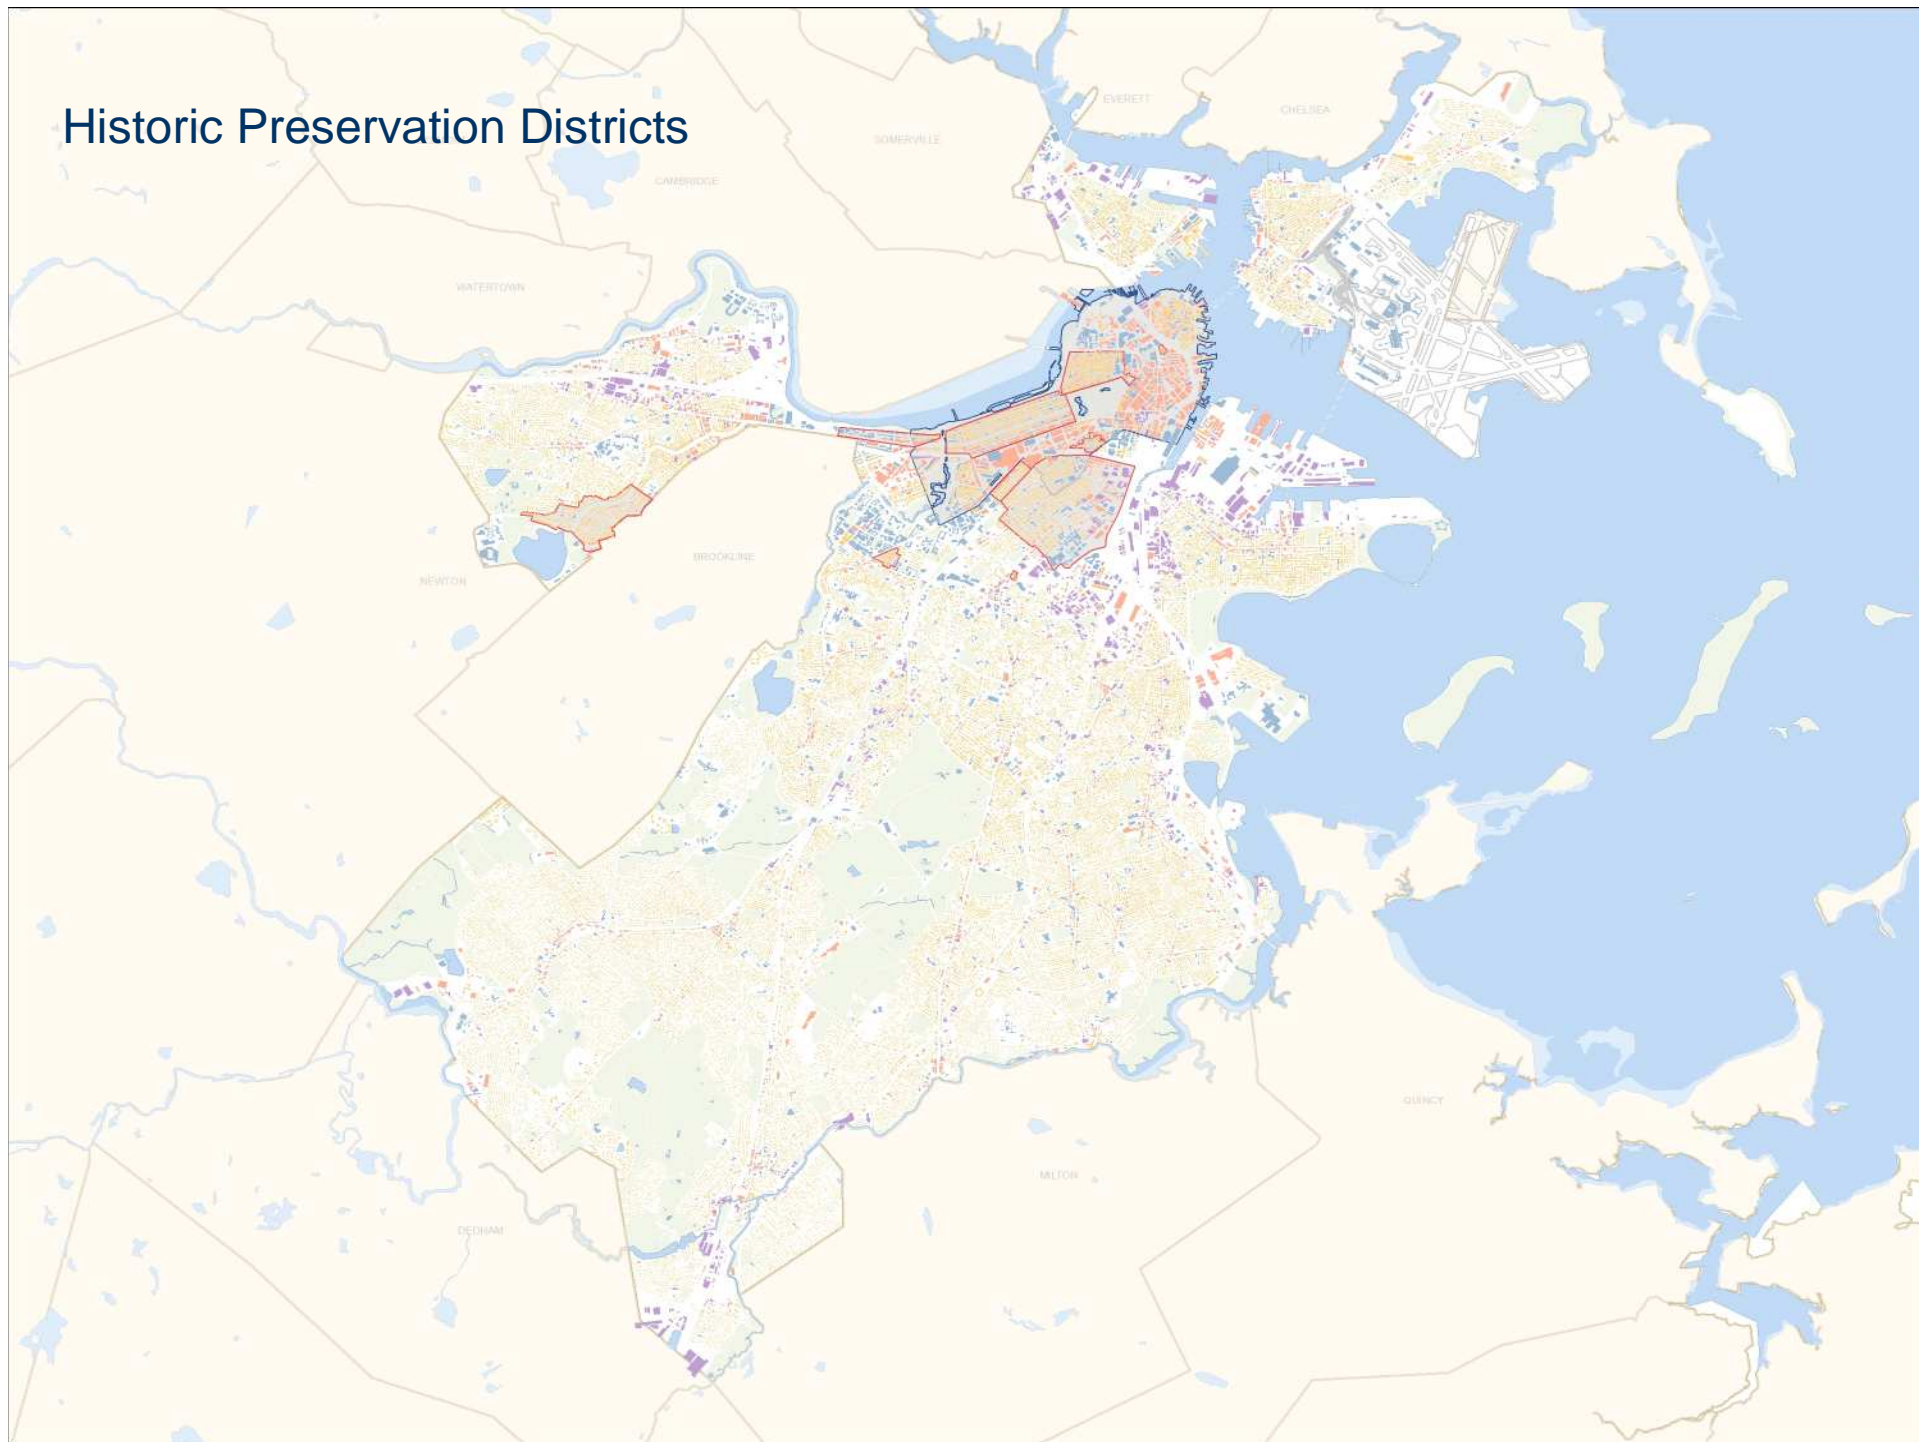 Historic Preservation Districts
EVERETT
CHELSEA
SOMERVILLE
CAMBRIDGE
WATERTOWN
BROOKLINE
NEWTON
QUINCY
MILTON
DEDHAM